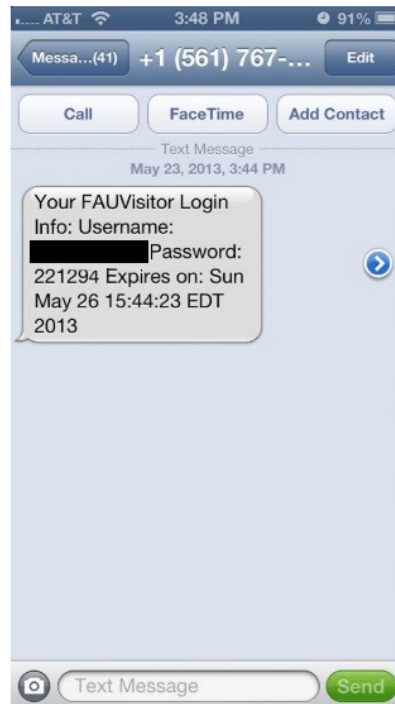 AT&T 3:48 PM 91%
Messa...(41) +1 (561) 767-... Edit
Call FaceTime Add Contact
Text Message
May 23, 2013, 3:44 PM
Your FAUVisitor Login
Info: Username:
Password:
221294 Expires on: Sun
May 26 15:44:23 EDT
2013
Text Message Send